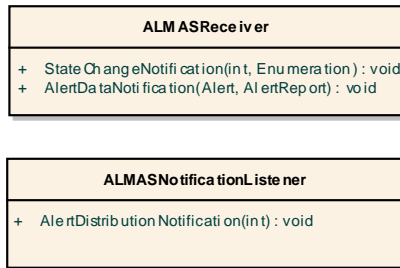 ALMASReceiver
+ StateChangeNotification(int, Enumeration) : void
+ AlertDataNotification(Alert, AlertReport) : void
ALMASNotificationListener
+ AlertDistributionNotification(int) : void